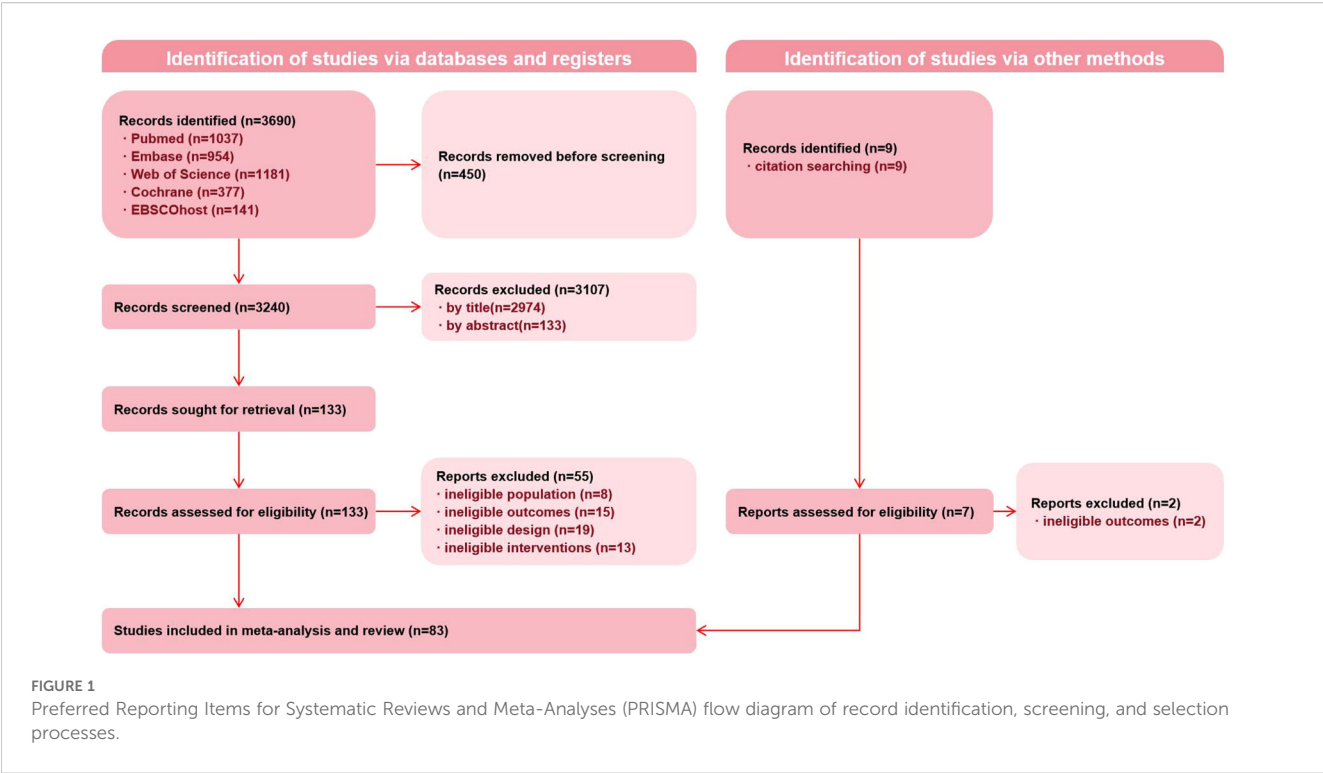 Identification of studies via databases and registers
Identification of studies via other methods
Records identified (n=3690)
· Pubmed (n=1037)
· Embase (n=954)
· Web of Science (n=1181)
· Cochrane (n=377)
· EBSCOhost (n=141)
Records removed before screening
(n=450)
Records identified (n=9)
· citation searching (n=9)
Records screened (n=3240)
Records excluded (n=3107)
· by title(n=2974)
· by abstract(n=133)
Records sought for retrieval (n=133)
Records assessed for eligibility (n=133)
Reports excluded (n=55)
· ineligible population (n=8)
· ineligible outcomes (n=15)
· ineligible design (n=19)
· ineligible interventions (n=13)
Reports assessed for eligibility (n=7)
Reports excluded (n=2)
· ineligible outcomes (n=2)
Studies included in meta-analysis and review (n=83)
FIGURE 1
Preferred Reporting Items for Systematic Reviews and Meta-Analyses (PRISMA) flow diagram of record identification, screening, and selection
processes.